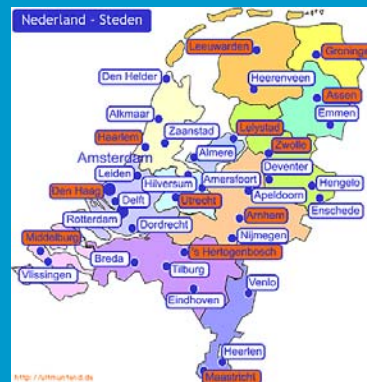 Nederland - Steden
Leeuwarden
Groningen
Den Helder
Heerenveen
Assen
Emmen
Alkmaar
Zaanstad
Lelystad
Haarlem
Zwolle
Amsterdam
Almere
Deventer
Leiden
Hilversum
Amersfoort
Hengelo
Den Haag
Apeldoorn
Delft
Utrecht
Enschede
Rotterdam
Arnhem
Dordrecht
Nijmegen
Middelburg
's Hertogenbosch
Breda
Tilburg
Vlissingen
Venlo
Eindhoven
Heerlen
Maastricht